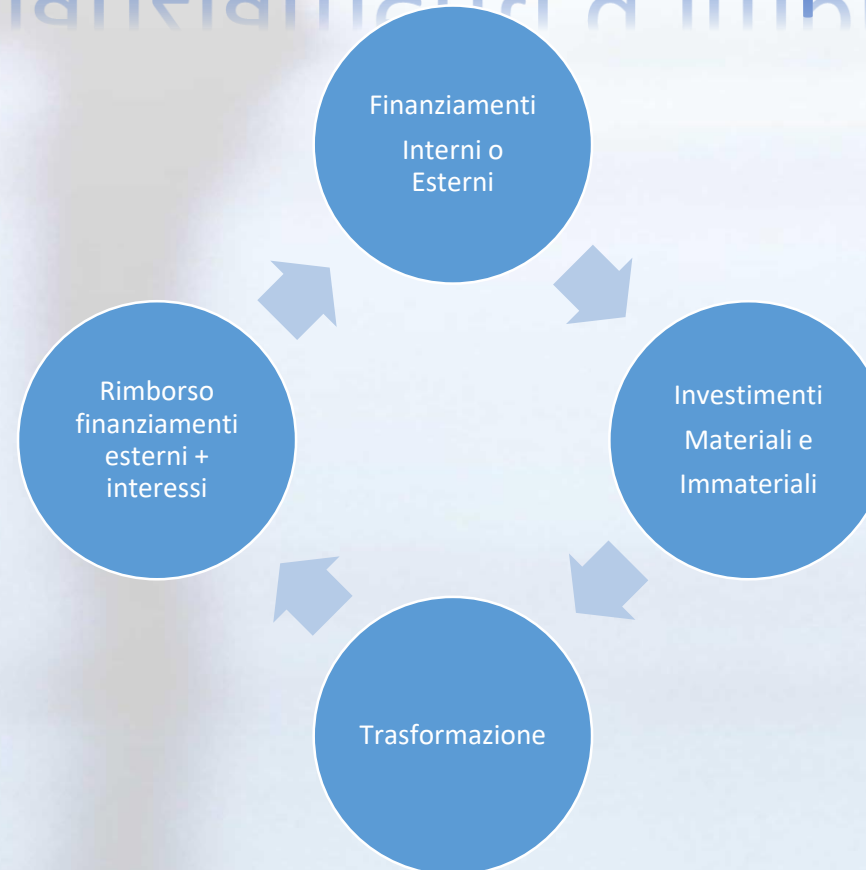 Finanziamenti
Interni o
Esterni
Investimenti
Materiali e
Immateriali
Trasformazione
Rimborso
finanziamenti
esterni +
interessi